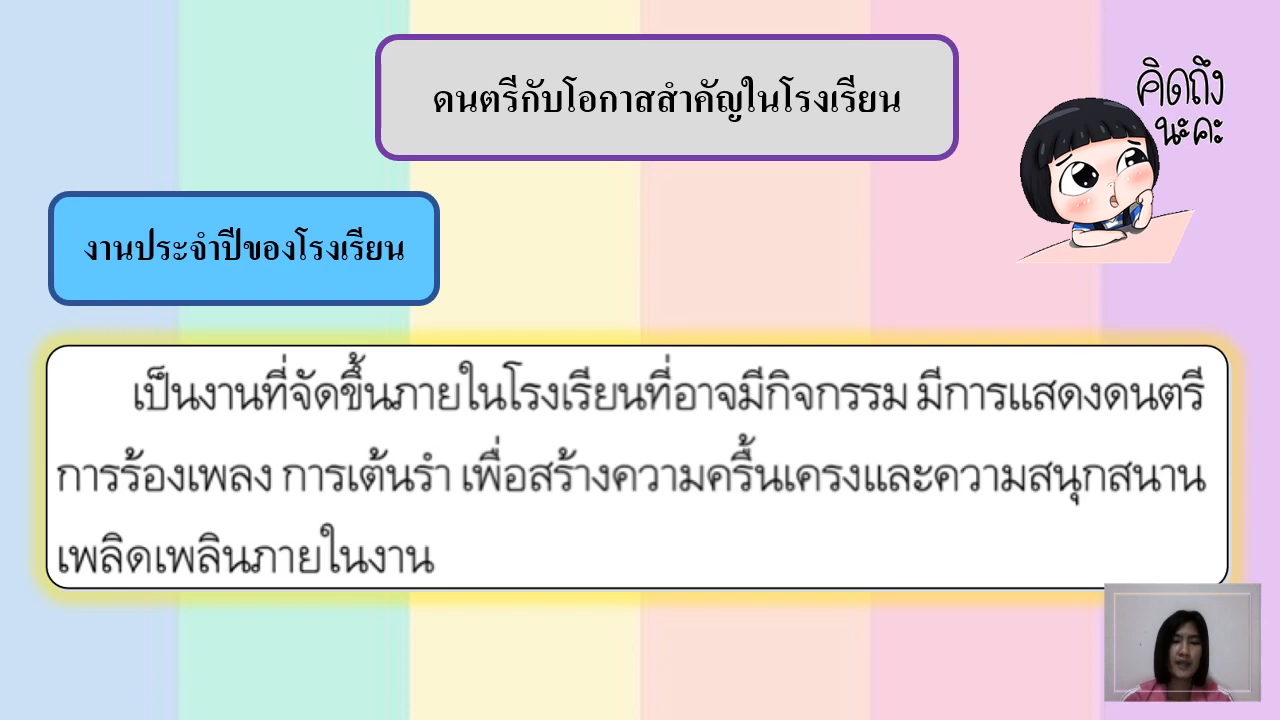 ดนตรีกับโอกาสสำคัญในโรงเรียน
คิดถึง
นะคะ
งานประจำปีของโรงเรียน
เป็นงานที่จัดขึ้นภายในโรงเรียนที่อาจมีกิจกรรม มีการแสดงดนตรี
การร้องเพลง การเต้นรำ เพื่อสร้างความครื้นเครงและความสนุกสนาน
เพลิดเพลินภายในงาน